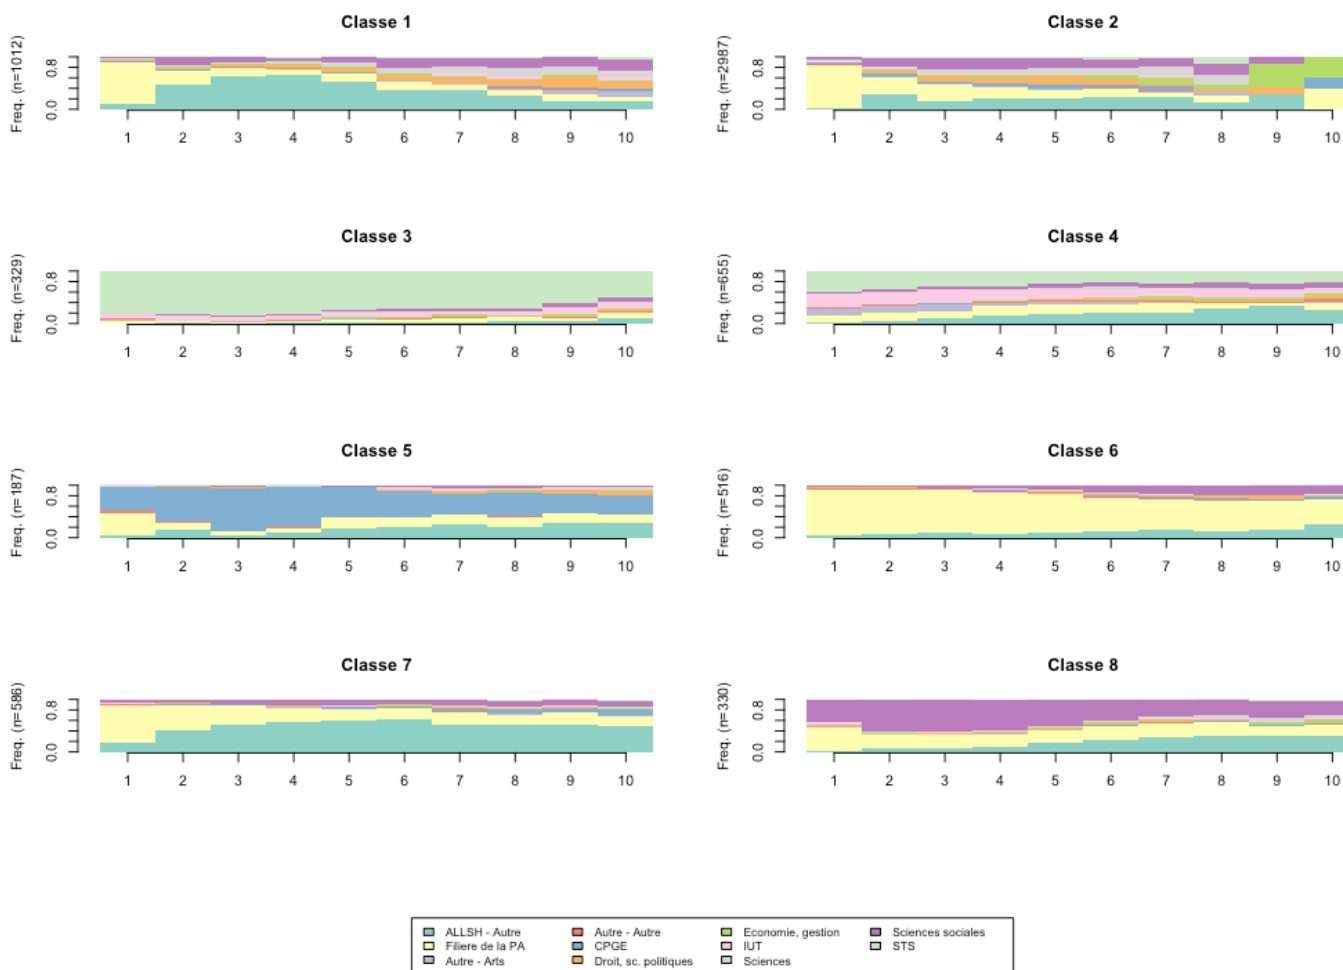 Classe 1
Freq. (n=1012)
0.8
0.0
1 2 3 4 5 6 7 8 9 10
Classe 2
Freq. (n=2987)
0.8
0.0
1 2 3 4 5 6 7 8 9 10
Classe 3
Freq. (n=329)
0.8
0.0
1 2 3 4 5 6 7 8 9 10
Classe 4
Freq. (n=655)
0.8
0.0
1 2 3 4 5 6 7 8 9 10
Classe 5
Freq. (n=187)
0.8
0.0
1 2 3 4 5 6 7 8 9 10
Classe 6
Freq. (n=516)
0.8
0.0
1 2 3 4 5 6 7 8 9 10
Classe 7
Freq. (n=586)
0.8
0.0
1 2 3 4 5 6 7 8 9 10
Classe 8
Freq. (n=330)
0.8
0.0
1 2 3 4 5 6 7 8 9 10
ALLSH - Autre
Filiere de la PA
Autre - Arts
Autre - Autre
CPGE
Droit, sc. politiques
Economie, gestion
IUT
Sciences
Sciences sociales
STS